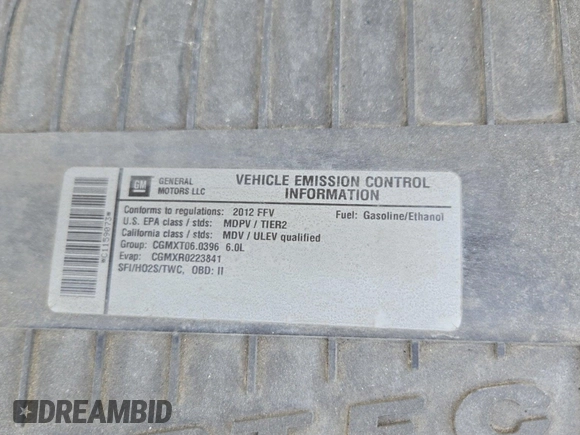 GM
GENERAL
MOTORS LLC
VEHICLE EMISSION CONTROL
INFORMATION
Conforms to regulations: 2012 FFV
Fuel: Gasoline/Ethanol
U.S. EPA class / stds: MDPV / TIER2
California class / stds: MDV / ULEV qualified
Group: CGMXT06.0396 6.0L
Evap: CGMXR0223841
SFI/HO2S/TWC, OBD: II
DREAMBID